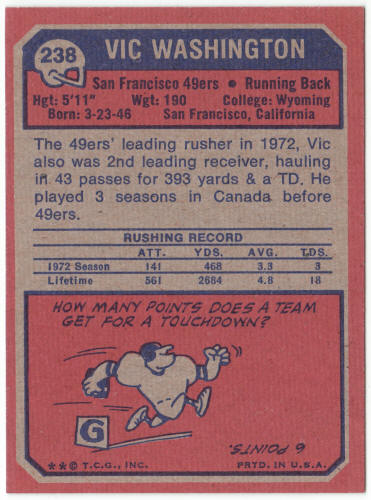 238
VIC WASHINGTON
San Francisco 49ers • Running Back
Hgt: 5'11" Wgt: 190 College: Wyoming
Born: 3-23-46 San Francisco, California
The 49ers' leading rusher in 1972, Vic
also was 2nd leading receiver, hauling
in 43 passes for 393 yards & a TD. He
played 3 seasons in Canada before
49ers.
RUSHING RECORD
ATT. YDS. AVG. TDS.
1972 Season 141 468 3.3 3
Lifetime 561 2684 4.8 18
HOW MANY POINTS DOES A TEAM
GET FOR A TOUCHDOWN?
G
6 POINTS.
**© T.C.G., INC. PRTD. IN U.S.A.